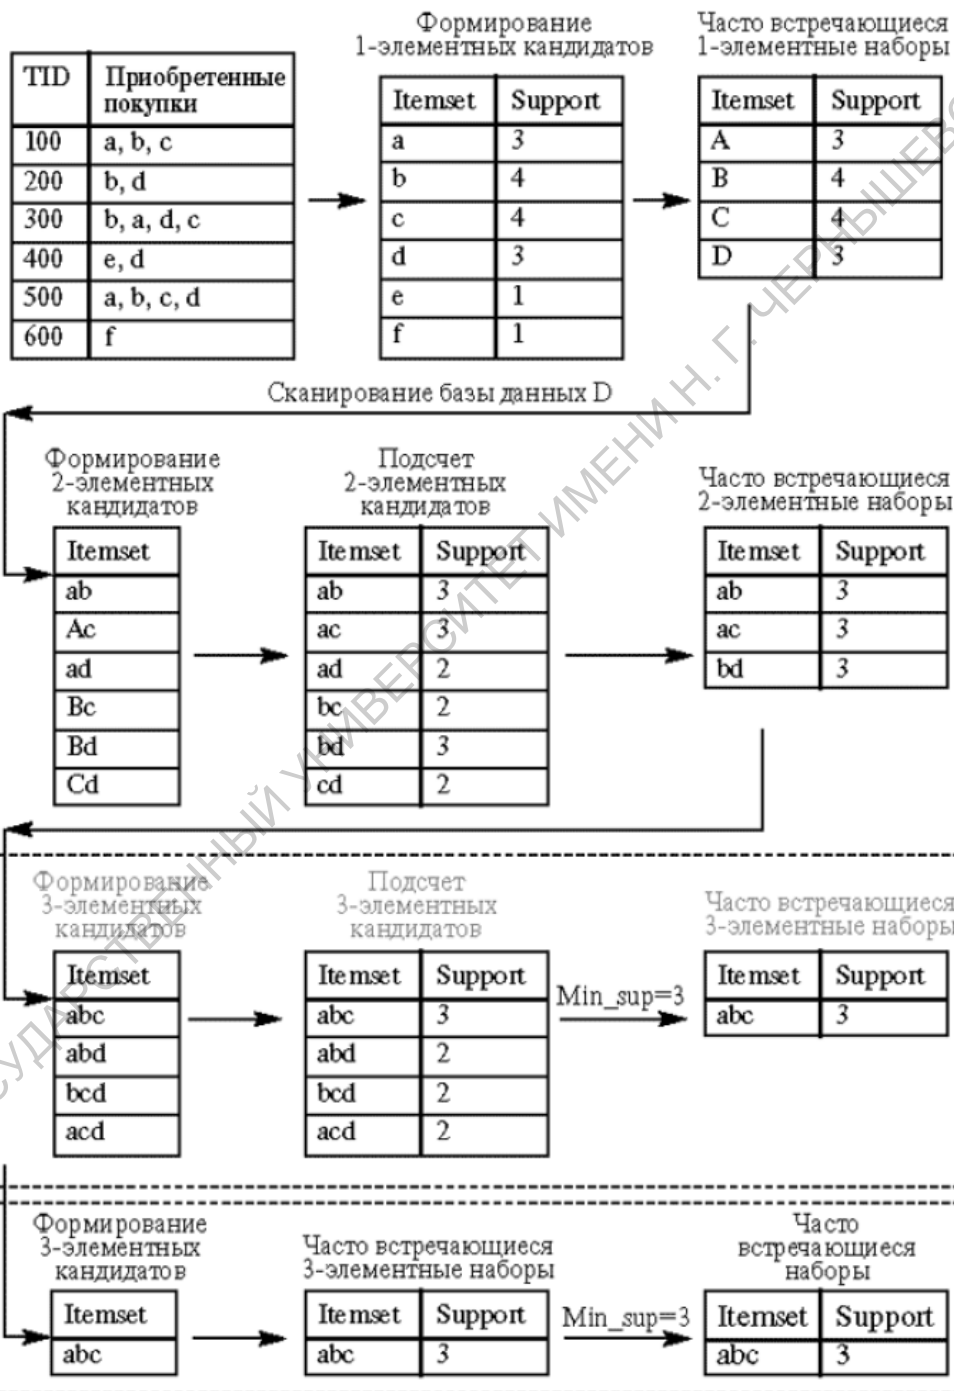 Формирование
1-элементных кандидатов
Часто встречающиеся
1-элементные наборы
TID Приобретенные
покупки
100 a, b, c
200 b, d
300 b, a, d, c
400 e, d
500 a, b, c, d
600 f
Itemset Support
a 3
b 4
c 4
d 3
e 1
f 1
Itemset Support
A 3
B 4
C 4
D 3
Сканирование базы данных D
Формирование
2-элементных
кандидатов
Itemset
ab
Ac
ad
Bc
Bd
Cd
Подсчет
2-элементных
кандидатов
Itemset Support
ab 3
ac 3
ad 2
bc 2
bd 3
cd 2
Часто встречающиеся
2-элементные наборы
Itemset Support
ab 3
ac 3
bd 3
Формирование
3-элементных
кандидатов
Itemset
abc
abd
bcd
acd
Подсчет
3-элементных
кандидатов
Itemset Support
abc 3
abd 2
bcd 2
acd 2
Min_sup=3
Часто встречающиеся
3-элементные наборы
Itemset Support
abc 3
Формирование
3-элементных
кандидатов
Itemset
abc
Часто встречающиеся
3-элементные наборы
Itemset Support
abc 3
Min_sup=3
Часто
встречающиеся
наборы
Itemset Support
abc 3
УНИВЕРСИТЕТ ИМЕНИ Н. Г.